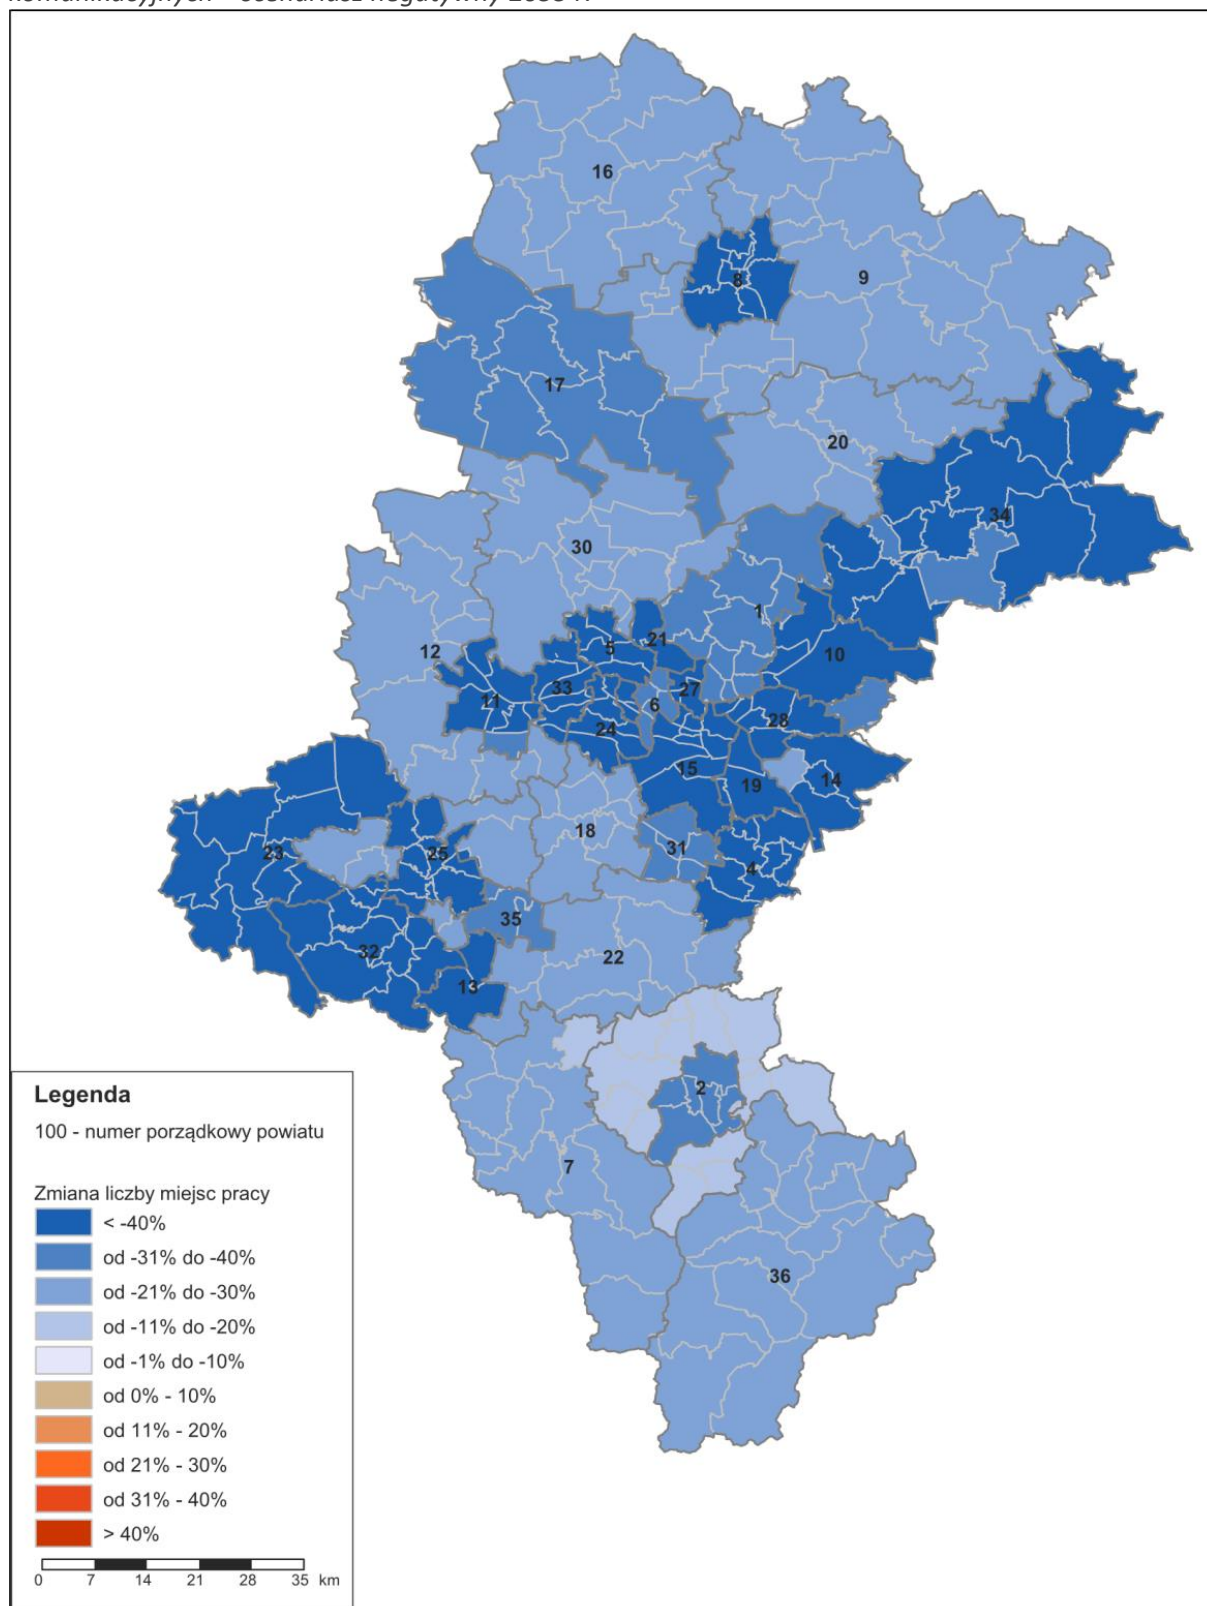 komunikacyjnych - scenariusz negatywny
16
8
9
17
20
34
30
1
12
5
21
10
11
33
27
6
28
24
15
19
14
18
31
23
25
4
35
32
22
13
2
7
36
Legenda
100 - numer porządkowy powiatu
Zmiana liczby miejsc pracy
< -40%
od -31% do -40%
od -21% do -30%
od -11% do -20%
od -1% do -10%
od 0% - 10%
od 11% - 20%
od 21% - 30%
od 31% - 40%
> 40%
0 7 14 21 28 35 km